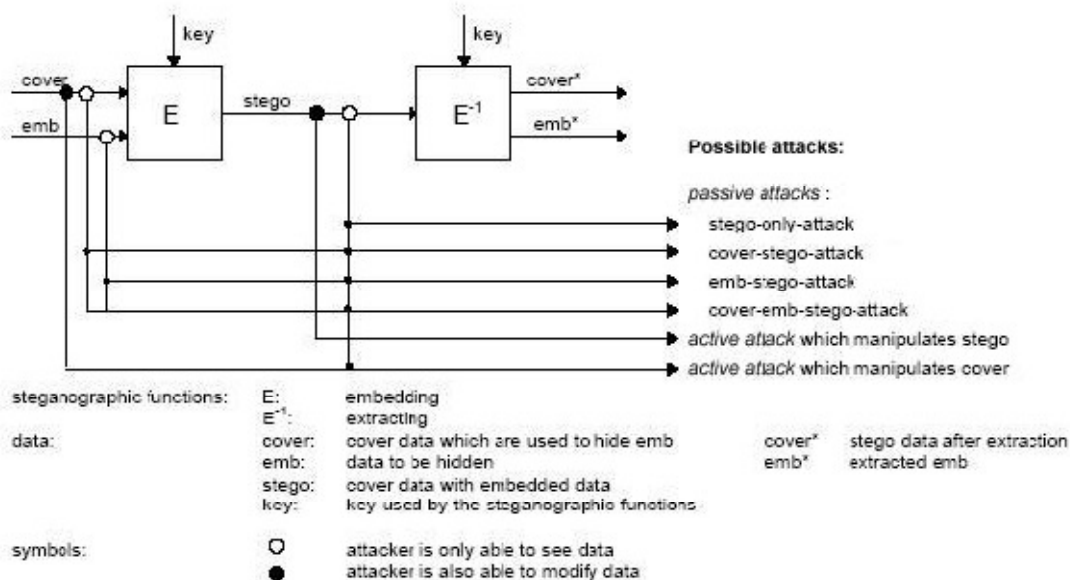 key
key
cover
emb
E
stego
E-1
cover*
emb*
Possible attacks:
passive attacks :
stego-only-attack
cover-stego-attack
emb-stego-attack
cover-emb-stego-attack
active attack which manipulates stego
active attack which manipulates cover
steganographic functions: E: embedding
E-1: extracting
data: cover: cover data which are used to hide emb cover* stego data after extraction
emb: data to be hidden emb* extracted emb
stego: cover data with embedded data
key: key used by the steganographic functions
symbols: attacker is only able to see data
attacker is also able to modify data